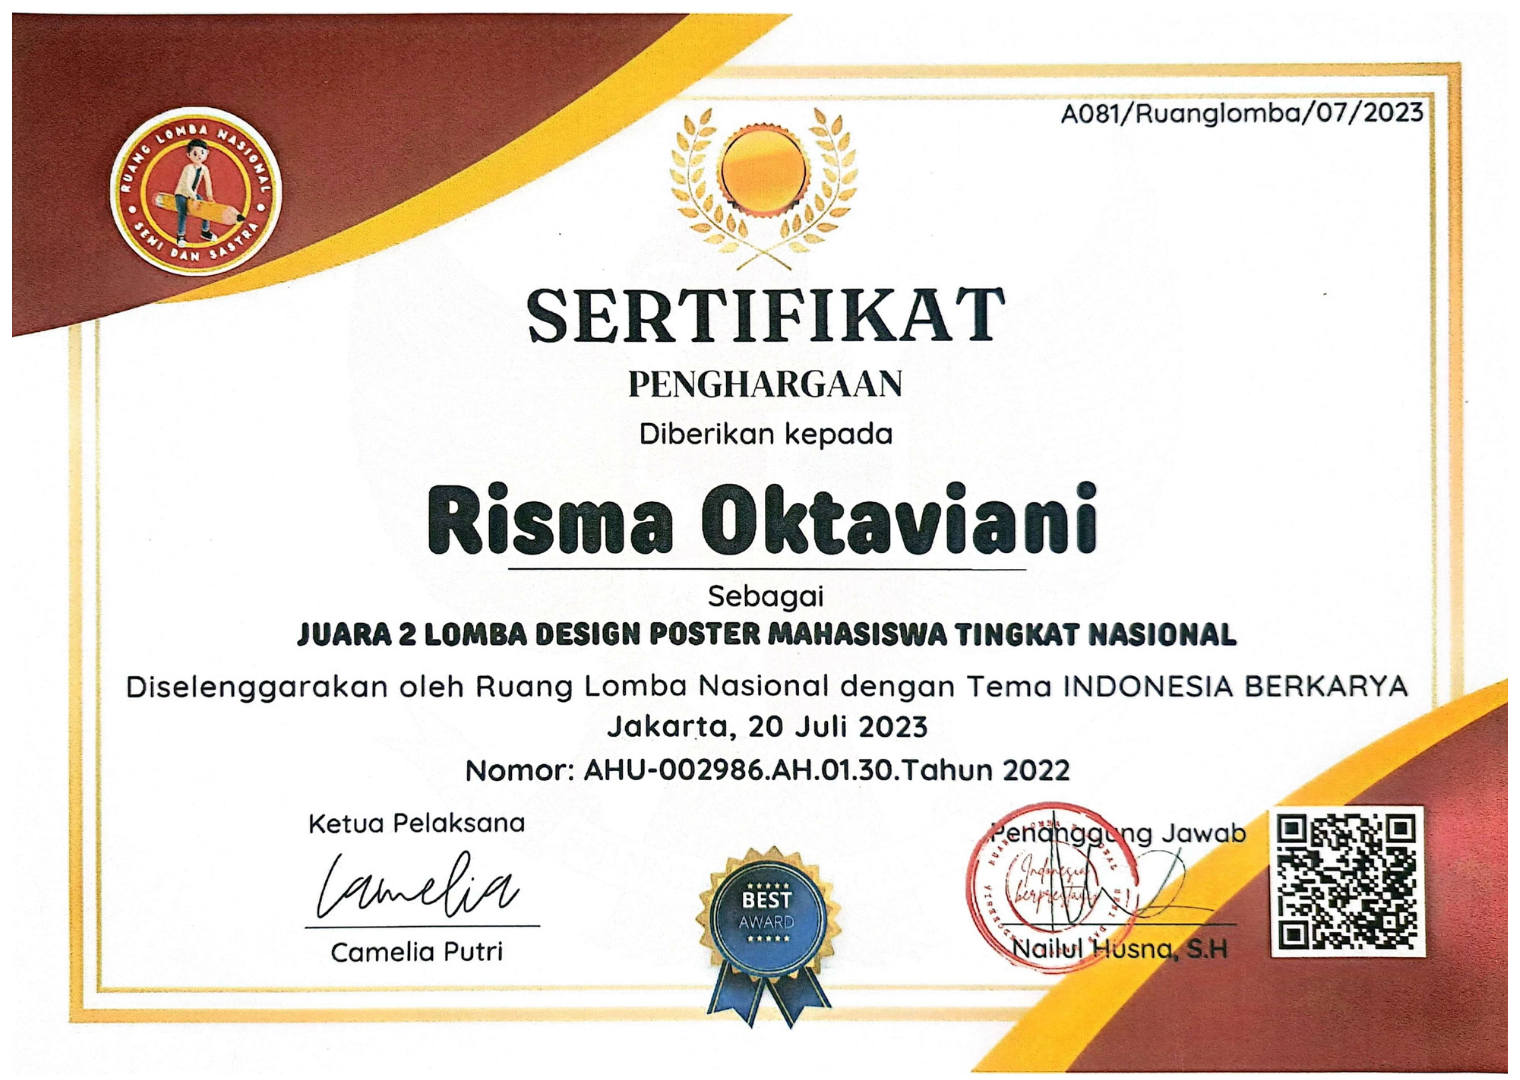 RUANG LOMBA NASIONAL
SENI DAN SASTRA
A081/Ruanglomba/07/2023
SERTIFIKAT
PENGHARGAAN
Diberikan kepada
Risma Oktaviani
Sebagai
JUARA 2 LOMBA DESIGN POSTER MAHASISWA TINGKAT NASIONAL
Diselenggarakan oleh Ruang Lomba Nasional dengan Tema INDONESIA BERKARYA
Jakarta, 20 Juli 2023
Nomor: AHU-002986.AH.01.30.Tahun 2022
Ketua Pelaksana
Camelia
Camelia Putri
BEST
AWARD
Penanggung Jawab
Indonesia
Nailul Husna, S.H